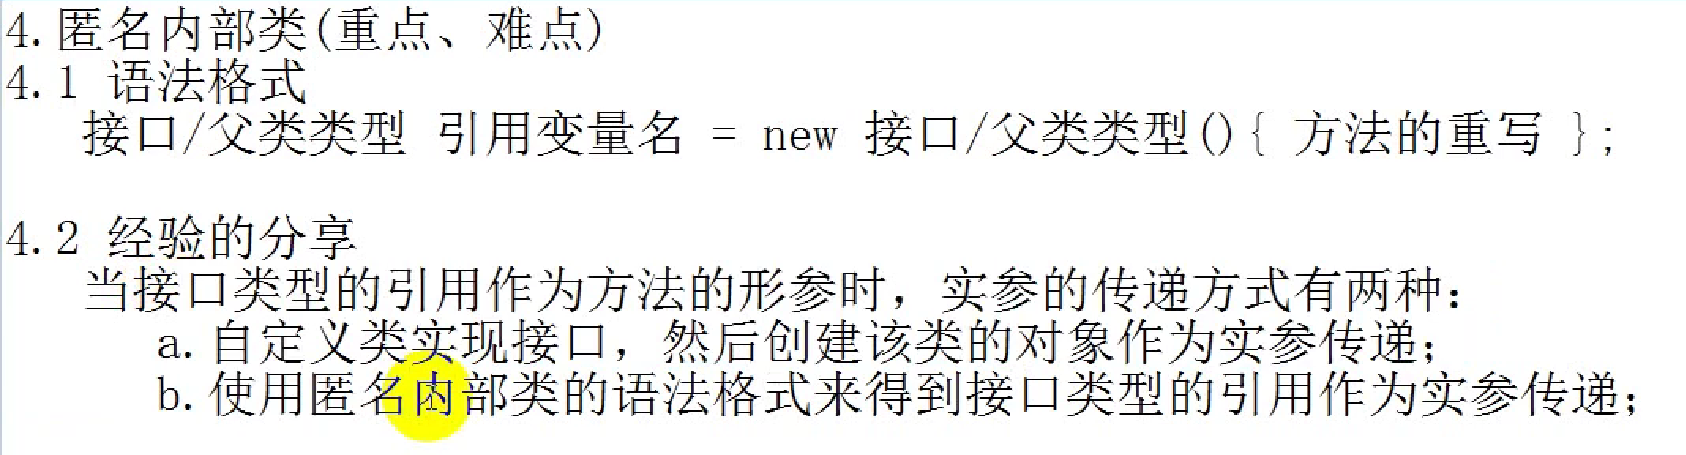 4.匿名内部类(重点、难点)
4.1 语法格式
接口/父类类型 引用变量名 = new 接口/父类类型(){ 方法的重写 };
4.2 经验的分享
当接口类型的引用作为方法的形参时，实参的传递方式有两种：
a.自定义类实现接口，然后创建该类的对象作为实参传递；
b.使用匿名内部类的语法格式来得到接口类型的引用作为实参传递；